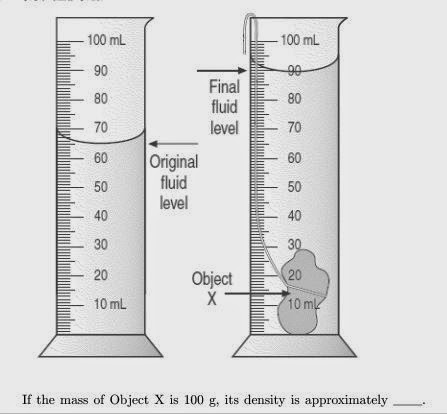 100 mL
90
80
70
60
50
40
30
20
10 mL
Original
fluid
level
Final
fluid
level
100 mL
90
80
70
60
50
40
30
20
10 mL
Object
X
If the mass of Object X is 100 g, its density is approximately ____.